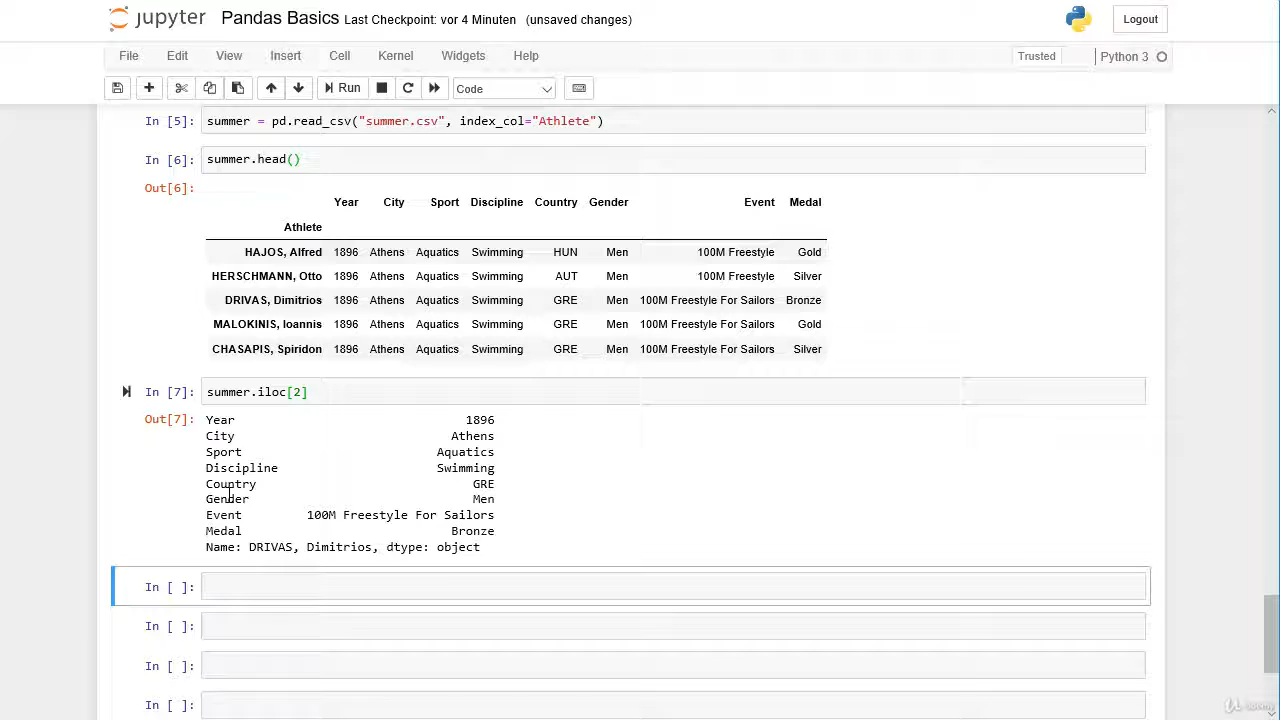 jupyter Pandas Basics Last Checkpoint: vor 4 Minuten (unsaved changes) Logout
File Edit View Insert Cell Kernel Widgets Help Trusted Python 3
Run Code
In [5]: summer = pd.read_csv("summer.csv", index_col="Athlete")
In [6]: summer.head()
Out[6]:
Year City Sport Discipline Country Gender Event Medal
Athlete
HAJOS, Alfred 1896 Athens Aquatics Swimming HUN Men 100M Freestyle Gold
HERSCHMANN, Otto 1896 Athens Aquatics Swimming AUT Men 100M Freestyle Silver
DRIVAS, Dimitrios 1896 Athens Aquatics Swimming GRE Men 100M Freestyle For Sailors Bronze
MALOKINIS, Ioannis 1896 Athens Aquatics Swimming GRE Men 100M Freestyle For Sailors Gold
CHASAPIS, Spiridon 1896 Athens Aquatics Swimming GRE Men 100M Freestyle For Sailors Silver
In [7]: summer.iloc[2]
Out[7]: Year 1896
City Athens
Sport Aquatics
Discipline Swimming
Country GRE
Gender Men
Event 100M Freestyle For Sailors
Medal Bronze
Name: DRIVAS, Dimitrios, dtype: object
In [ ]:
In [ ]:
In [ ]:
In [ ]:
Udemy